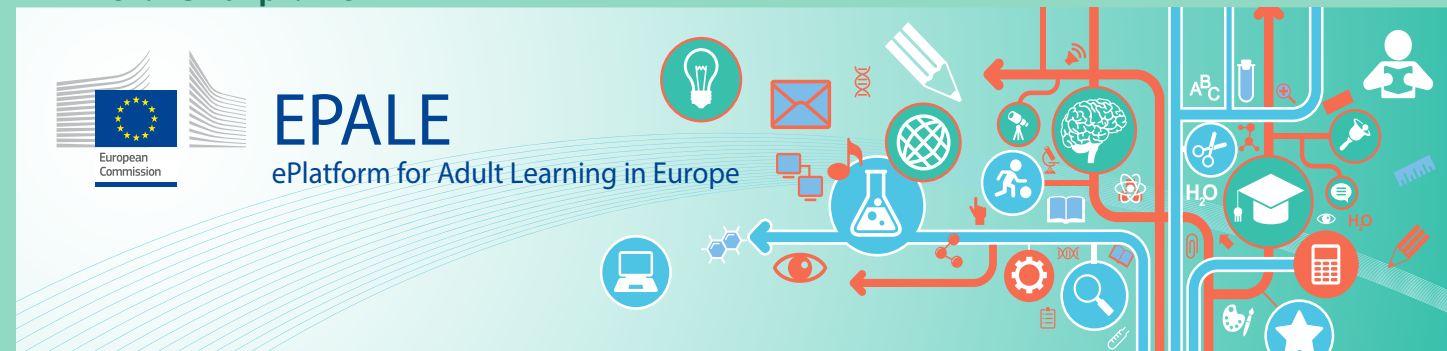 European
Commission
EPALE
ePlatform for Adult Learning in Europe
ABC
H2O
H2O